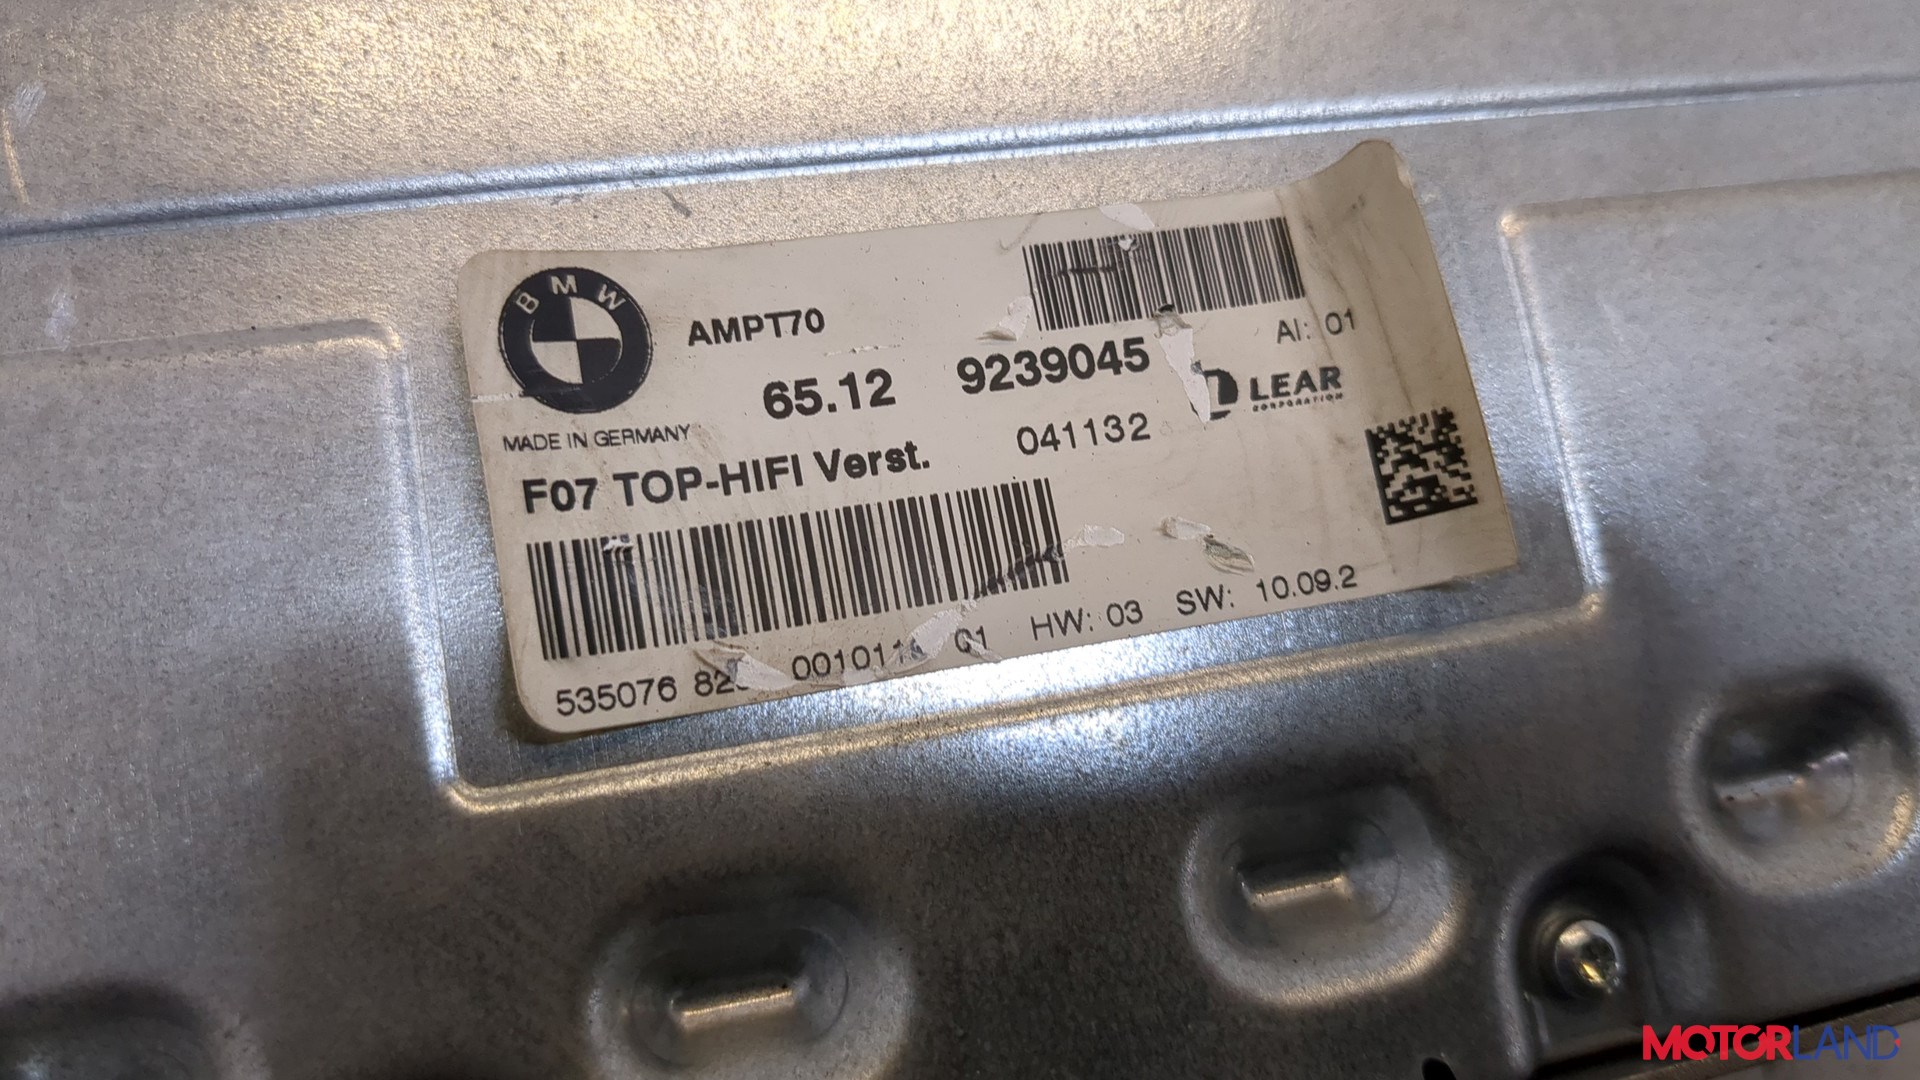 BMW
AMPT70
AI: 01
65.12 9239045
LEAR
CORPORATION
MADE IN GERMANY
041132
F07 TOP-HIFI Verst.
535076 01 HW: 03 SW: 10.09.2
MOTORLAND